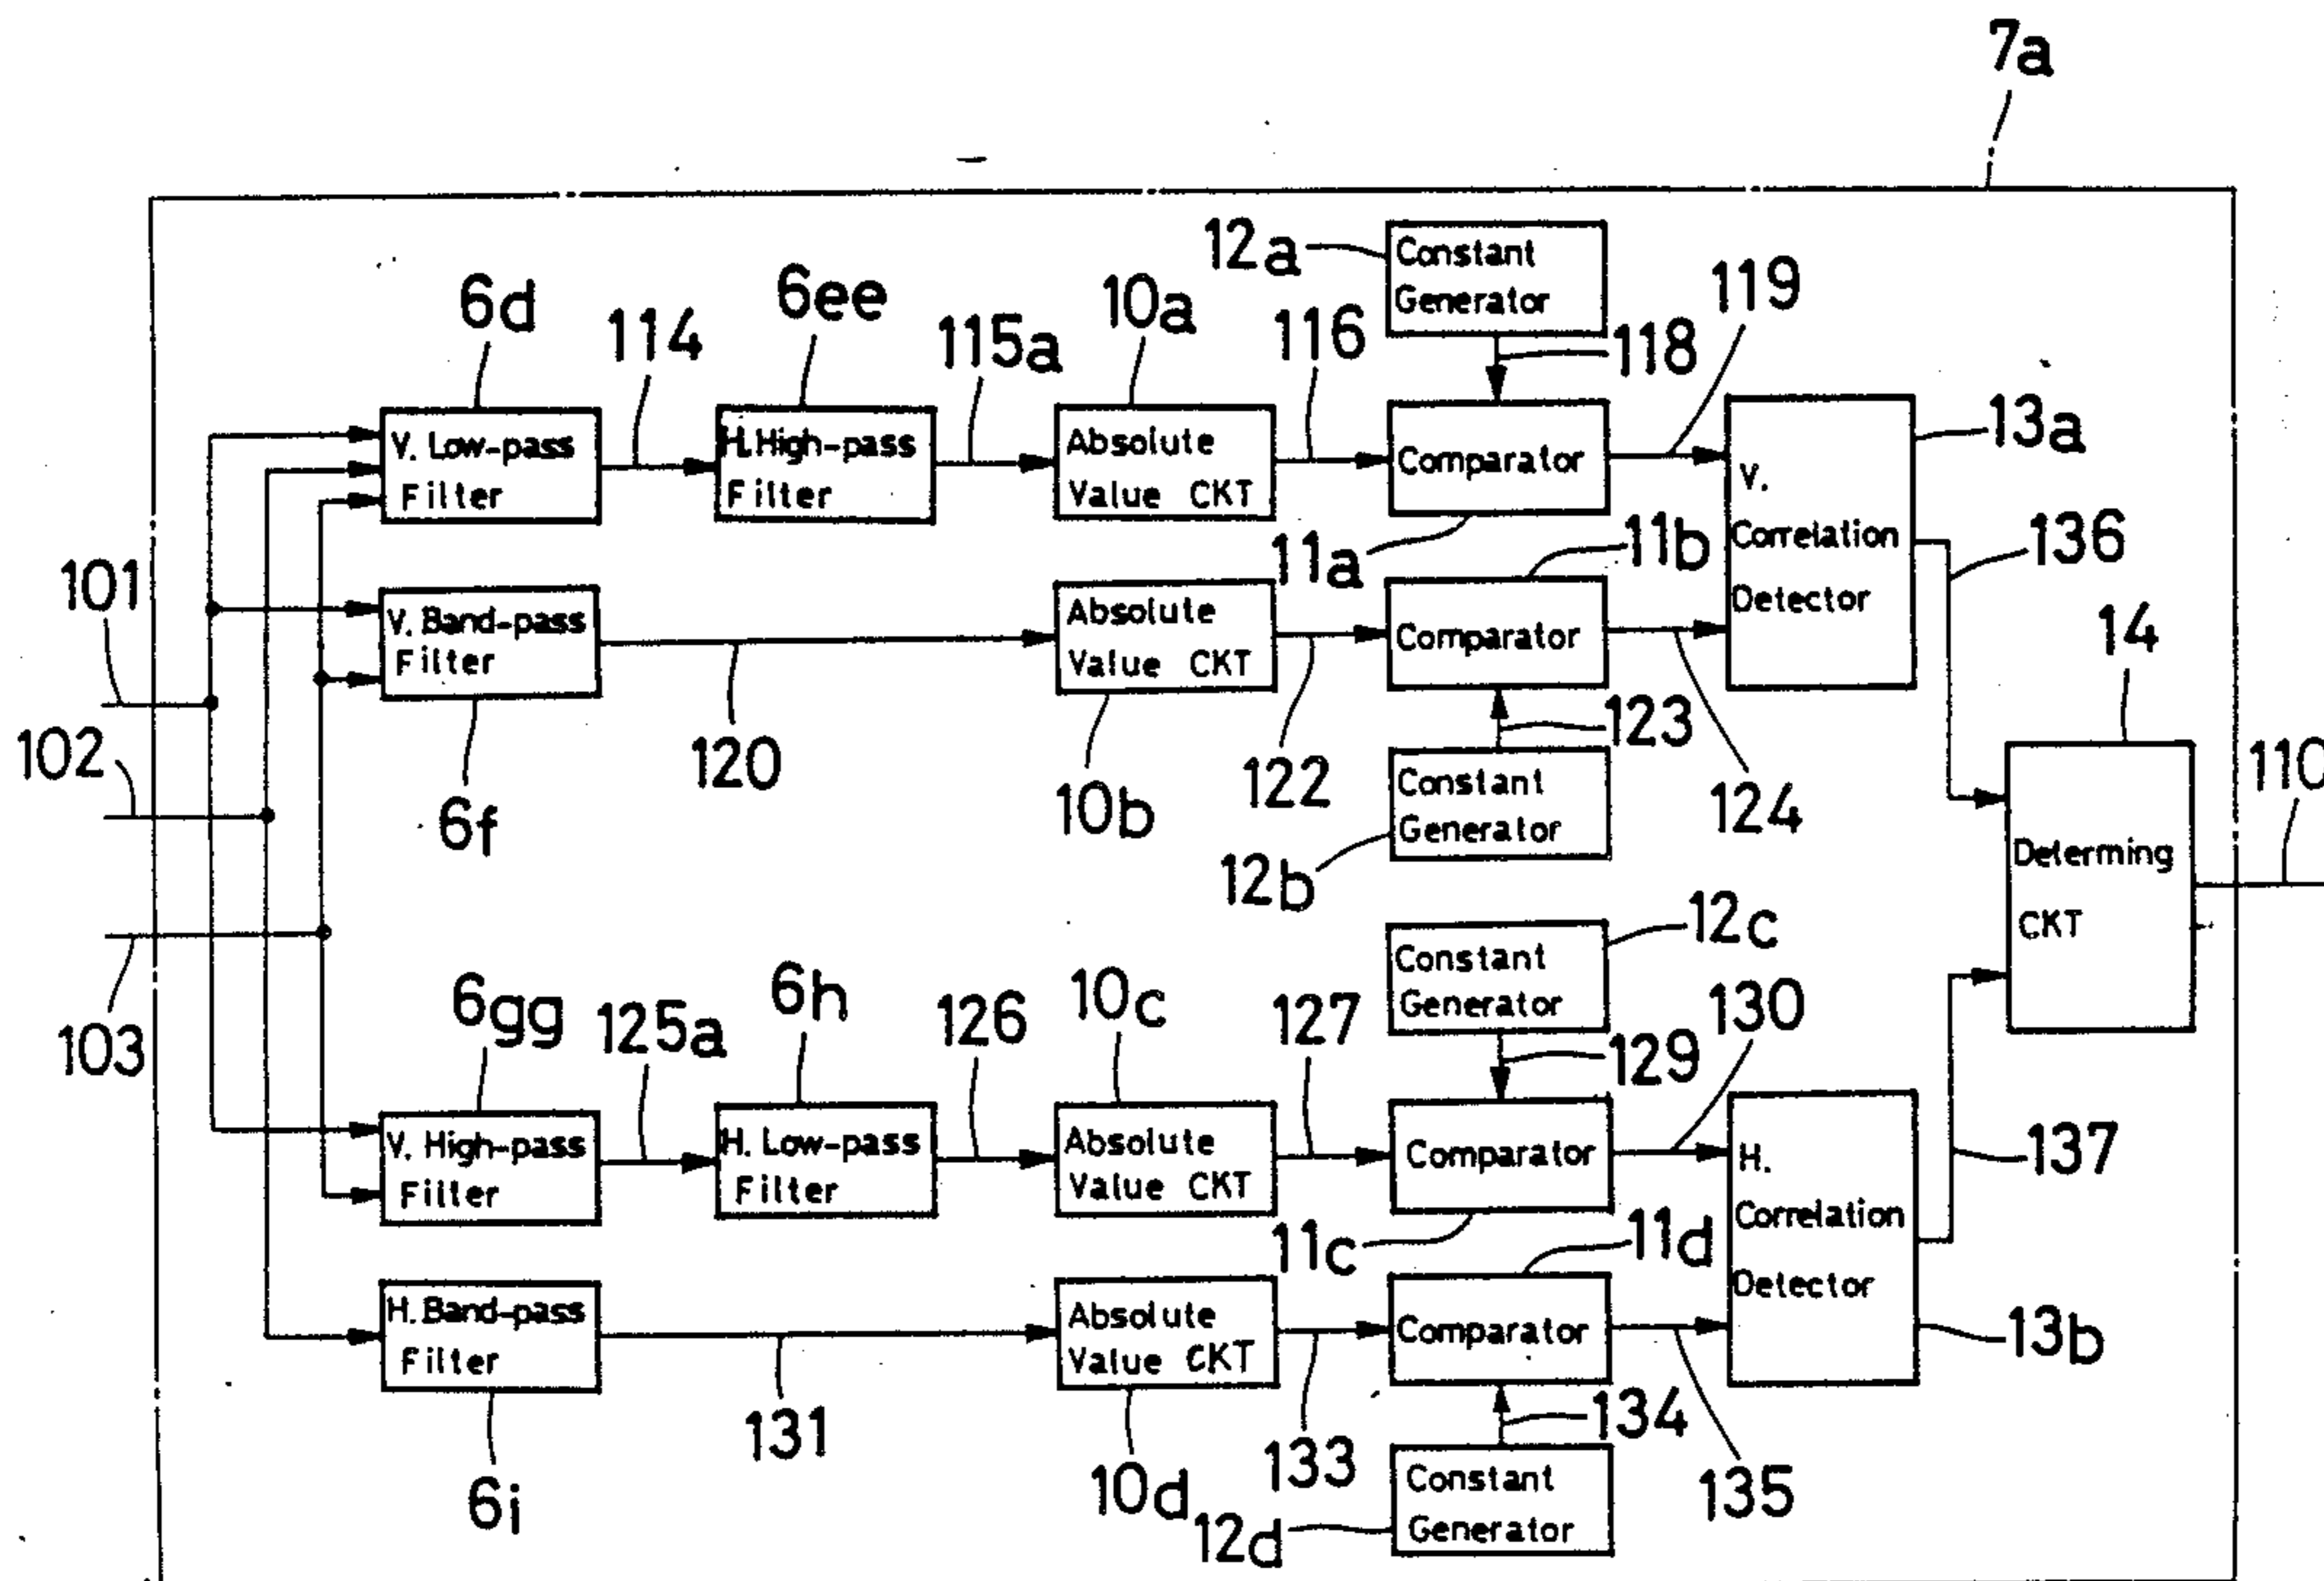 7a
12a
Constant
Generator
119
6d
114
6ee
115a
10a
116
118
13a
V. Low-pass
Filter
H. High-pass
Filter
Absolute
Value CKT
Comparator
V.
Correlation
Detector
11a
11b
136
101
V. Band-pass
Filter
Absolute
Value CKT
Comparator
14
102
120
6f
10b
122
123
124
Constant
Generator
12b
110
Determing
CKT
103
12c
Constant
Generator
6gg
125a
6h
126
10c
127
129
130
V. High-pass
Filter
H. Low-pass
Filter
Absolute
Value CKT
Comparator
H.
Correlation
Detector
137
11c
11d
H. Band-pass
Filter
Absolute
Value CKT
Comparator
13b
6i
131
10d
133
134
135
12d
Constant
Generator